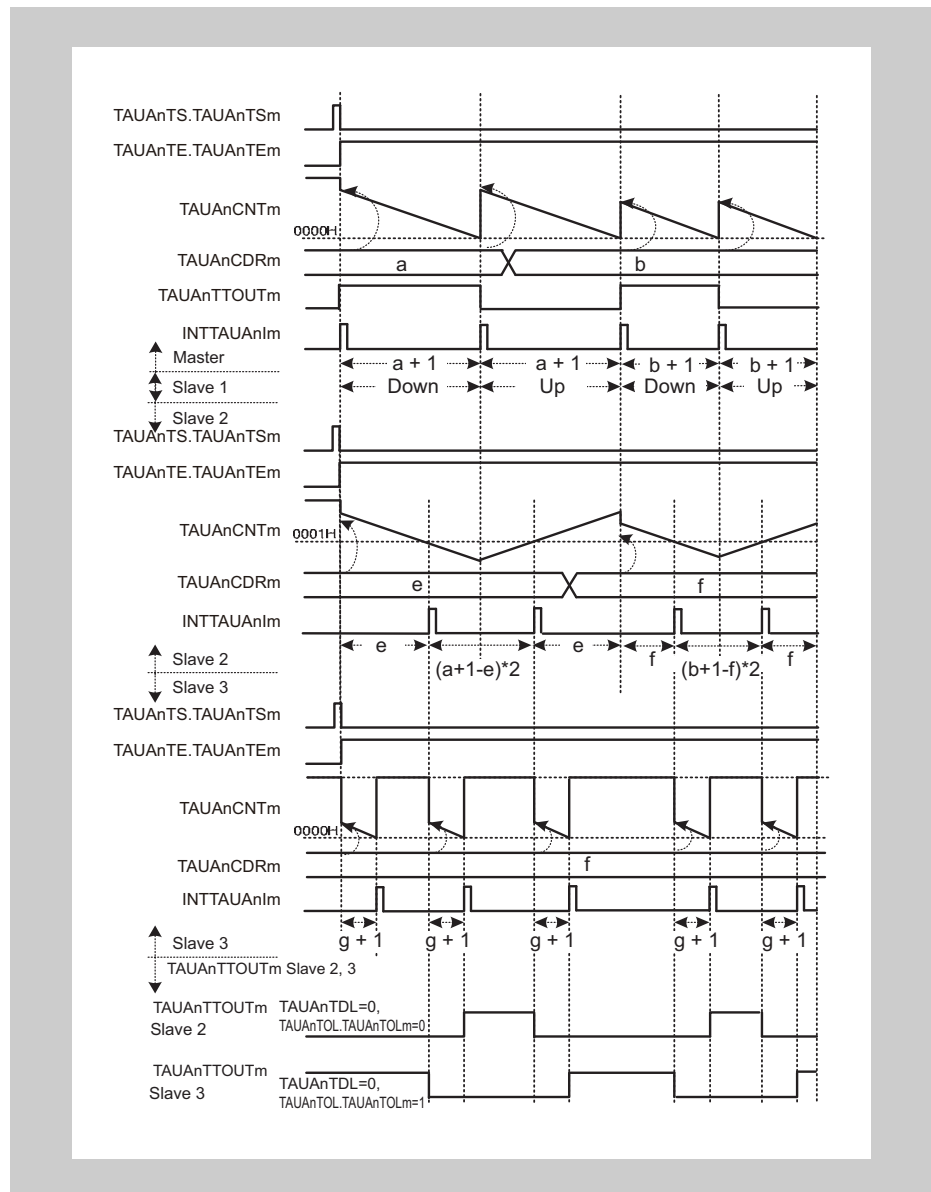 TAUAnTS.TAUAnTSm
TAUAnTE.TAUAnTEm
TAUAnCNTm
0000H
TAUAnCDRm
a
b
TAUAnTTOUTm
INTTAUAnIm
Master
a + 1
a + 1
b + 1
b + 1
Slave 1
Down
Up
Down
Up
Slave 2
TAUAnTS.TAUAnTSm
TAUAnTE.TAUAnTEm
TAUAnCNTm
0001H
TAUAnCDRm
e
f
INTTAUAnIm
Slave 2
e
(a+1-e)*2
e
f
(b+1-f)*2
f
Slave 3
TAUAnTS.TAUAnTSm
TAUAnTE.TAUAnTEm
TAUAnCNTm
0000H
TAUAnCDRm
f
INTTAUAnIm
Slave 3
g + 1
g + 1
g + 1
g + 1
g + 1
TAUAnTTOUTm Slave 2, 3
TAUAnTTOUTm
Slave 2
TAUAnTDL=0,
TAUAnTOL.TAUAnTOLm=0
TAUAnTTOUTm
Slave 3
TAUAnTDL=0,
TAUAnTOL.TAUAnTOLm=1